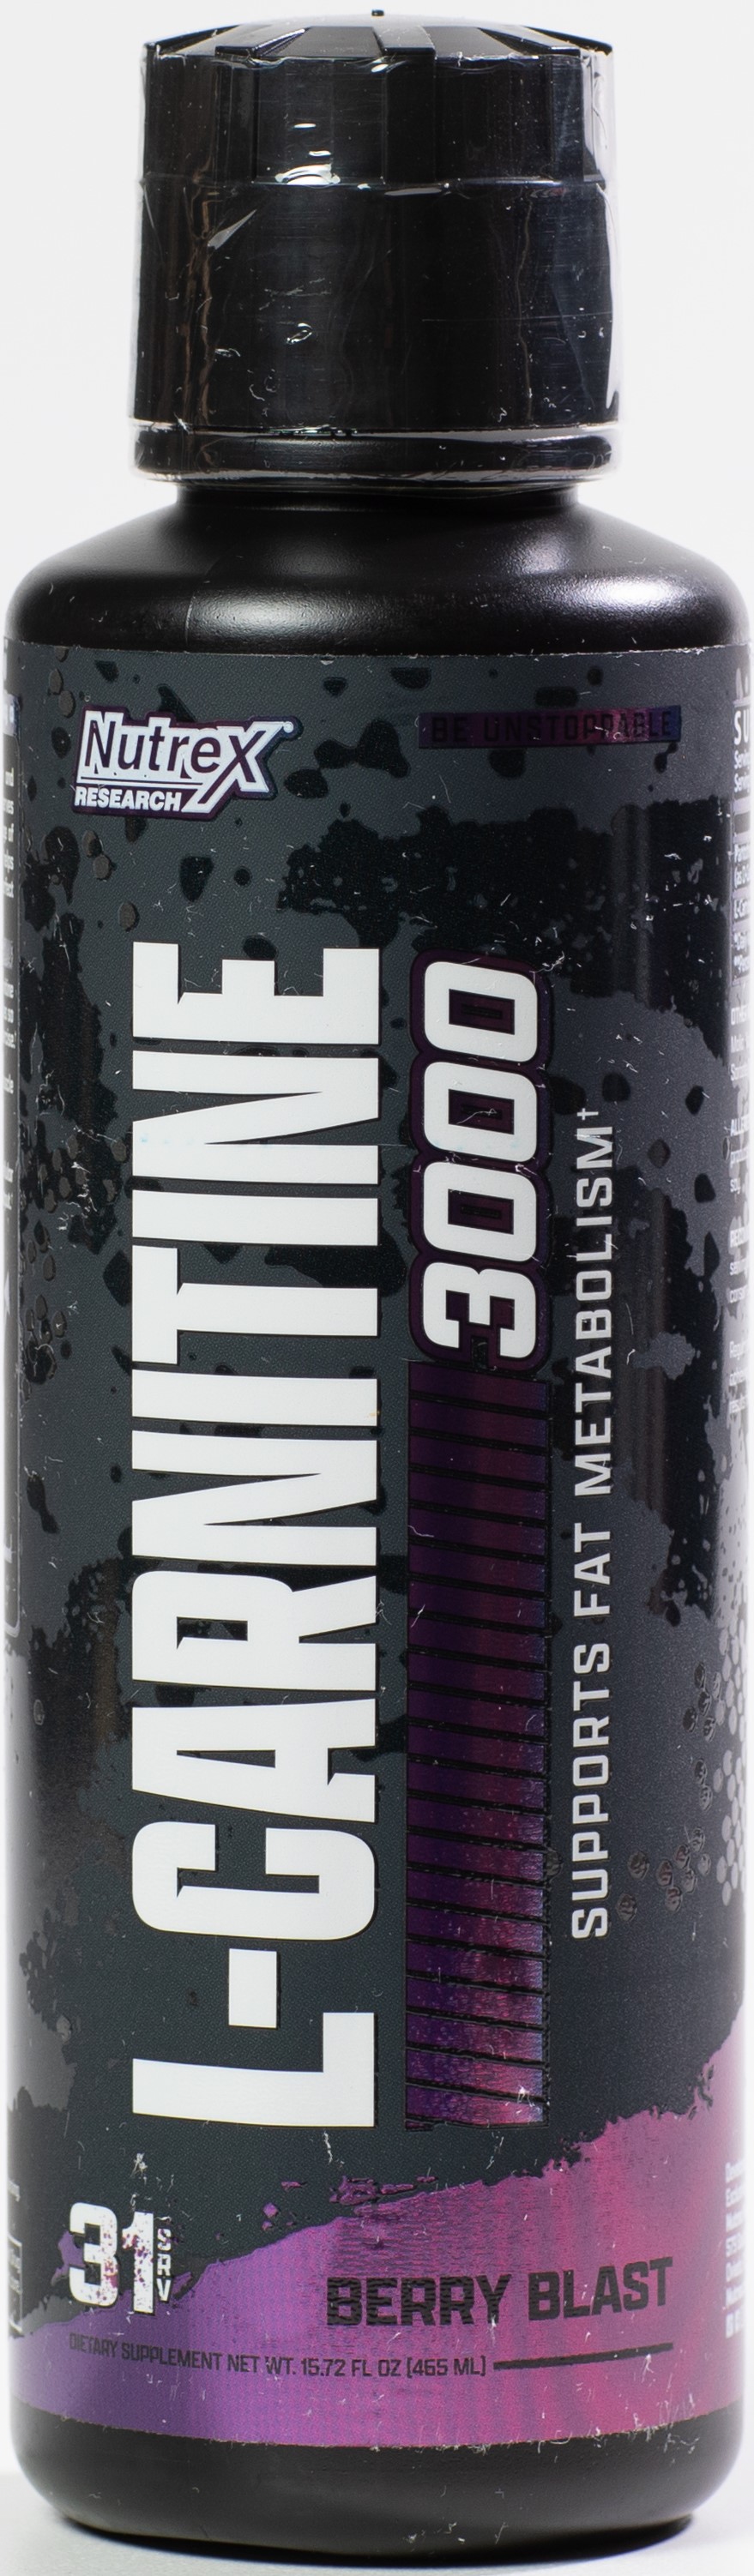 Nutrex
RESEARCH
BE UNSTOPPABLE
L-CARNITINE
3000
SUPPORTS FAT METABOLISM†
31 SRV
BERRY BLAST
DIETARY SUPPLEMENT NET WT. 15.72 FL OZ (465 ML)